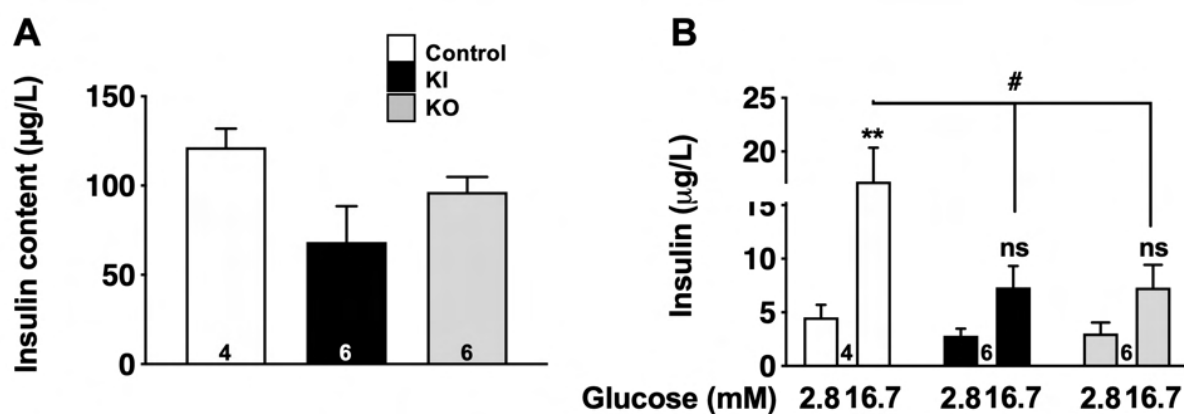 A
Control
KI
KO
Insulin content (µg/L)
150
100
50
0
4
6
6
B
#
Insulin (µg/L)
25
20
15
10
5
0
**
ns
ns
4
6
6
Glucose (mM) 2.8 16.7 2.8 16.7 2.8 16.7